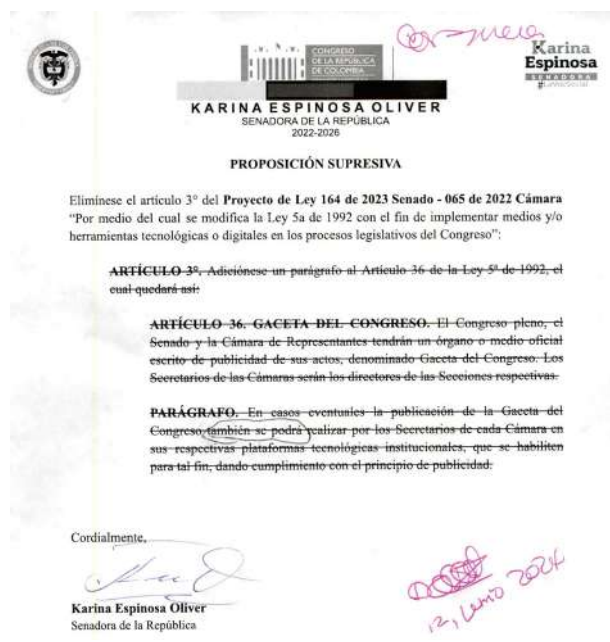 CONGRESO
DE LA REPÚBLICA
DE COLOMBIA
Karina
Espinosa
SENADORA
KARINA ESPINOSA OLIVER
SENADORA DE LA REPÚBLICA
2022-2026
PROPOSICIÓN SUPRESIVA
Elimínese el artículo 3° del Proyecto de Ley 164 de 2023 Senado - 065 de 2022 Cámara
“Por medio del cual se modifica la Ley 5a de 1992 con el fin de implementar medios y/o
herramientas tecnológicas o digitales en los procesos legislativos del Congreso”:
ARTÍCULO 3°. Adiciónese un parágrafo al Artículo 36 de la Ley 5ª de 1992, el
cual quedará así:
ARTÍCULO 36. GACETA DEL CONGRESO. El Congreso pleno, el
Senado y la Cámara de Representantes tendrán un órgano o medio oficial
escrito de publicidad de sus actos, denominado Gaceta del Congreso. Los
Secretarios de las Cámaras serán los directores de las Secciones respectivas.
PARÁGRAFO. En casos eventuales la publicación de la Gaceta del
Congreso también se podrá realizar por los Secretarios de cada Cámara en
sus respectivas plataformas tecnológicas institucionales, que se habiliten
para tal fin, dando cumplimiento con el principio de publicidad.
Cordialmente,
Karina Espinosa Oliver
Senadora de la República
12, Junio 2024